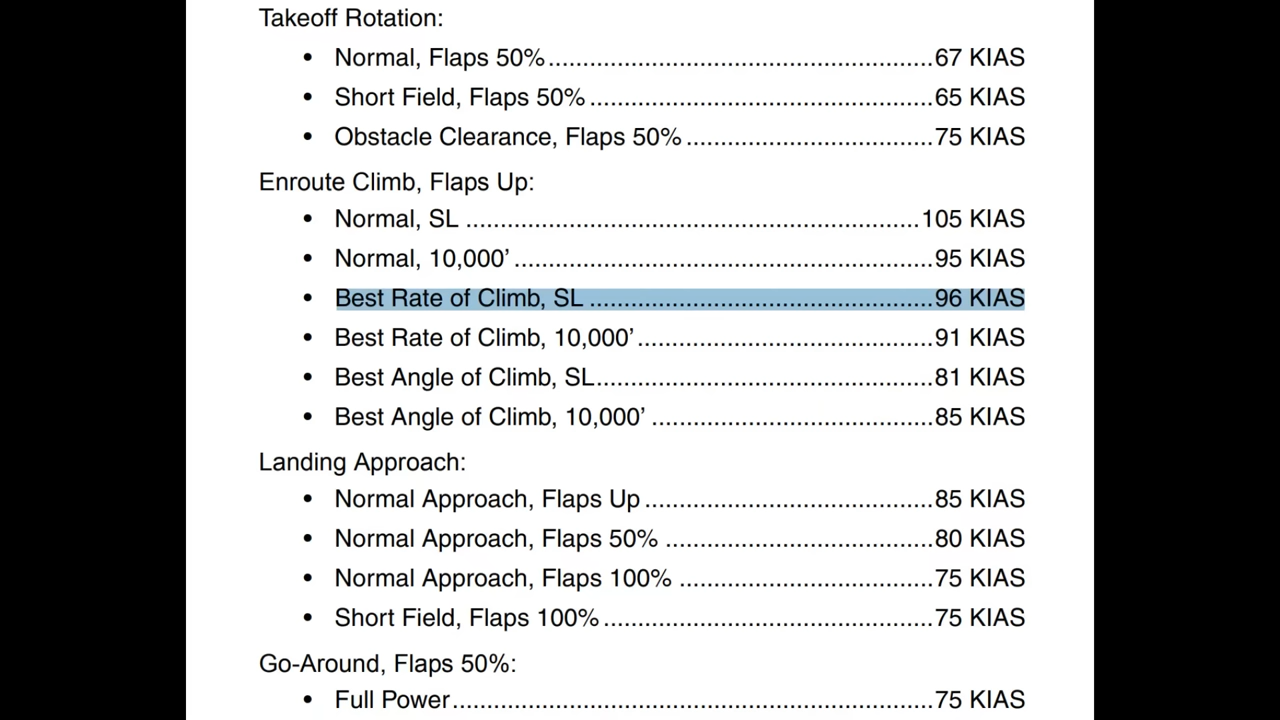 Takeoff Rotation:
• Normal, Flaps 50%..........................................................67 KIAS
• Short Field, Flaps 50%....................................................65 KIAS
• Obstacle Clearance, Flaps 50%......................................75 KIAS
Enroute Climb, Flaps Up:
• Normal, SL ....................................................................105 KIAS
• Normal, 10,000’...............................................................95 KIAS
• Best Rate of Climb, SL ....................................................96 KIAS
• Best Rate of Climb, 10,000’.............................................91 KIAS
• Best Angle of Climb, SL...................................................81 KIAS
• Best Angle of Climb, 10,000’ ...........................................85 KIAS
Landing Approach:
• Normal Approach, Flaps Up ............................................85 KIAS
• Normal Approach, Flaps 50% .........................................80 KIAS
• Normal Approach, Flaps 100% .......................................75 KIAS
• Short Field, Flaps 100%..................................................75 KIAS
Go-Around, Flaps 50%:
• Full Power........................................................................75 KIAS